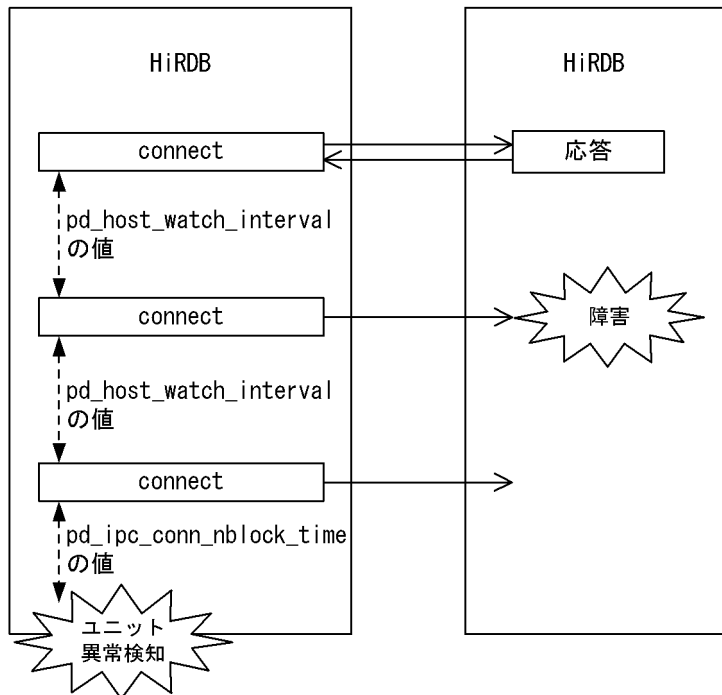 HiRDB
HiRDB
connect
応答
pd_host_watch_interval
の値
connect
障害
pd_host_watch_interval
の値
connect
pd_ipc_conn_nblock_time
の値
ユニット
異常検知